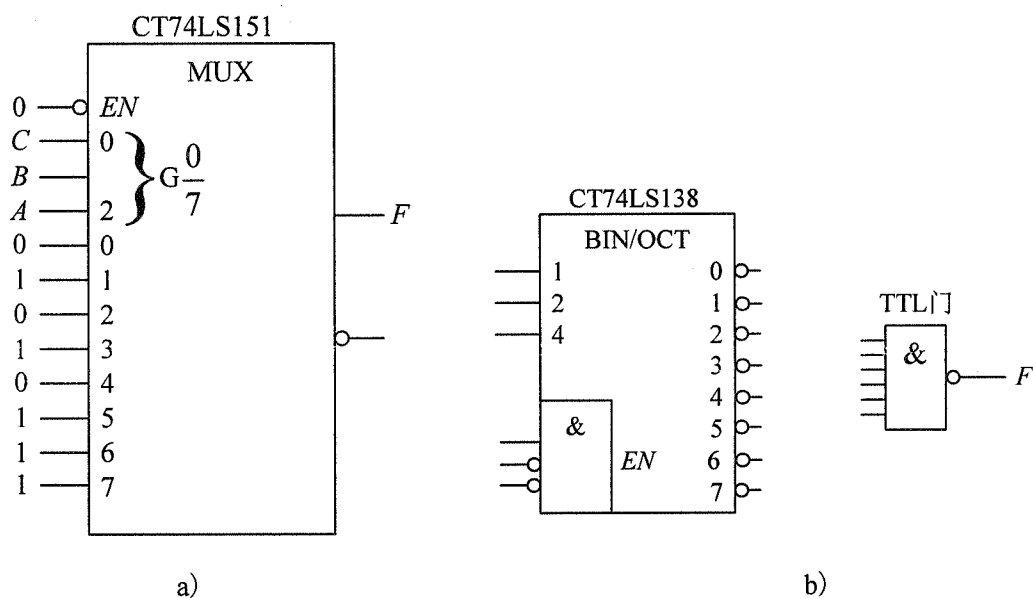 CT74LS151
MUX
0 EN
C 0
B
A 2
G 0/7
0 0
1 1
0 2
1 3
0 4
1 5
1 6
1 7
F
a)
CT74LS138
BIN/OCT
1
2
4
&
EN
0
1
2
3
4
5
6
7
TTL门
&
F
b)